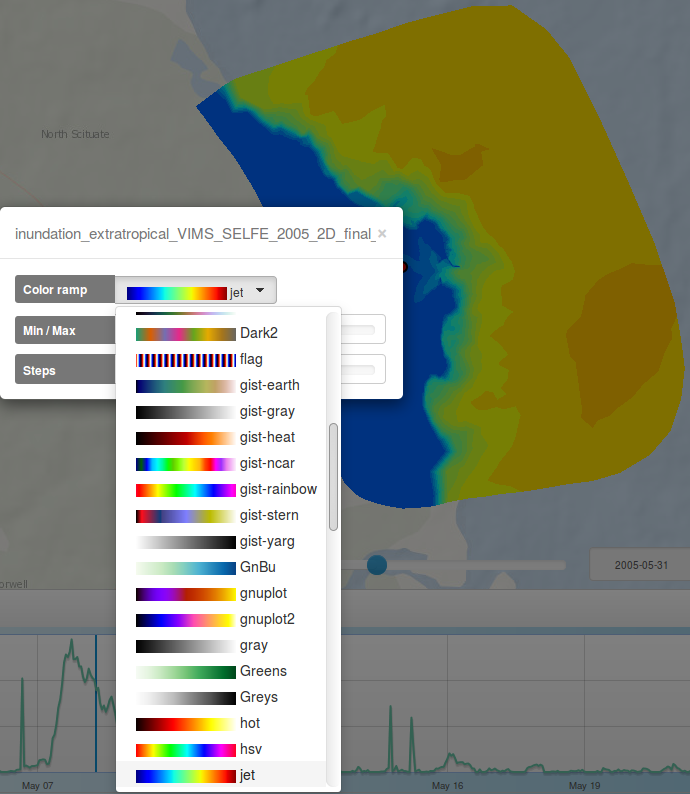 North Scituate
inundation_extratropical_VIMS_SELFE_2005_2D_final_
×
Color ramp
jet
Min / Max
Steps
Dark2
flag
gist-earth
gist-gray
gist-heat
gist-ncar
gist-rainbow
gist-stern
gist-yarg
GnBu
gnuplot
gnuplot2
gray
Greens
Greys
hot
hsv
jet
2005-05-31
orwell
May 07
May 16
May 19